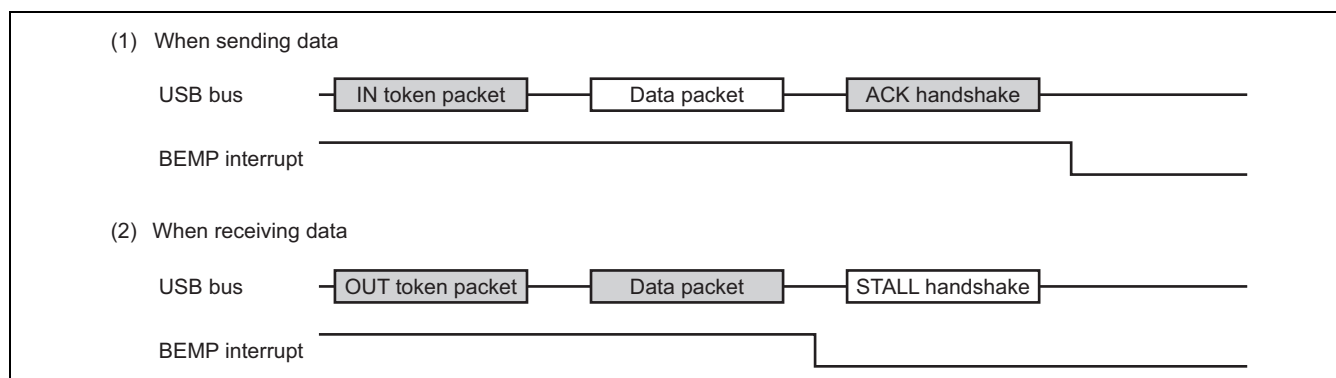 (1) When sending data
USB bus IN token packet Data packet ACK handshake
BEMP interrupt
(2) When receiving data
USB bus OUT token packet Data packet STALL handshake
BEMP interrupt